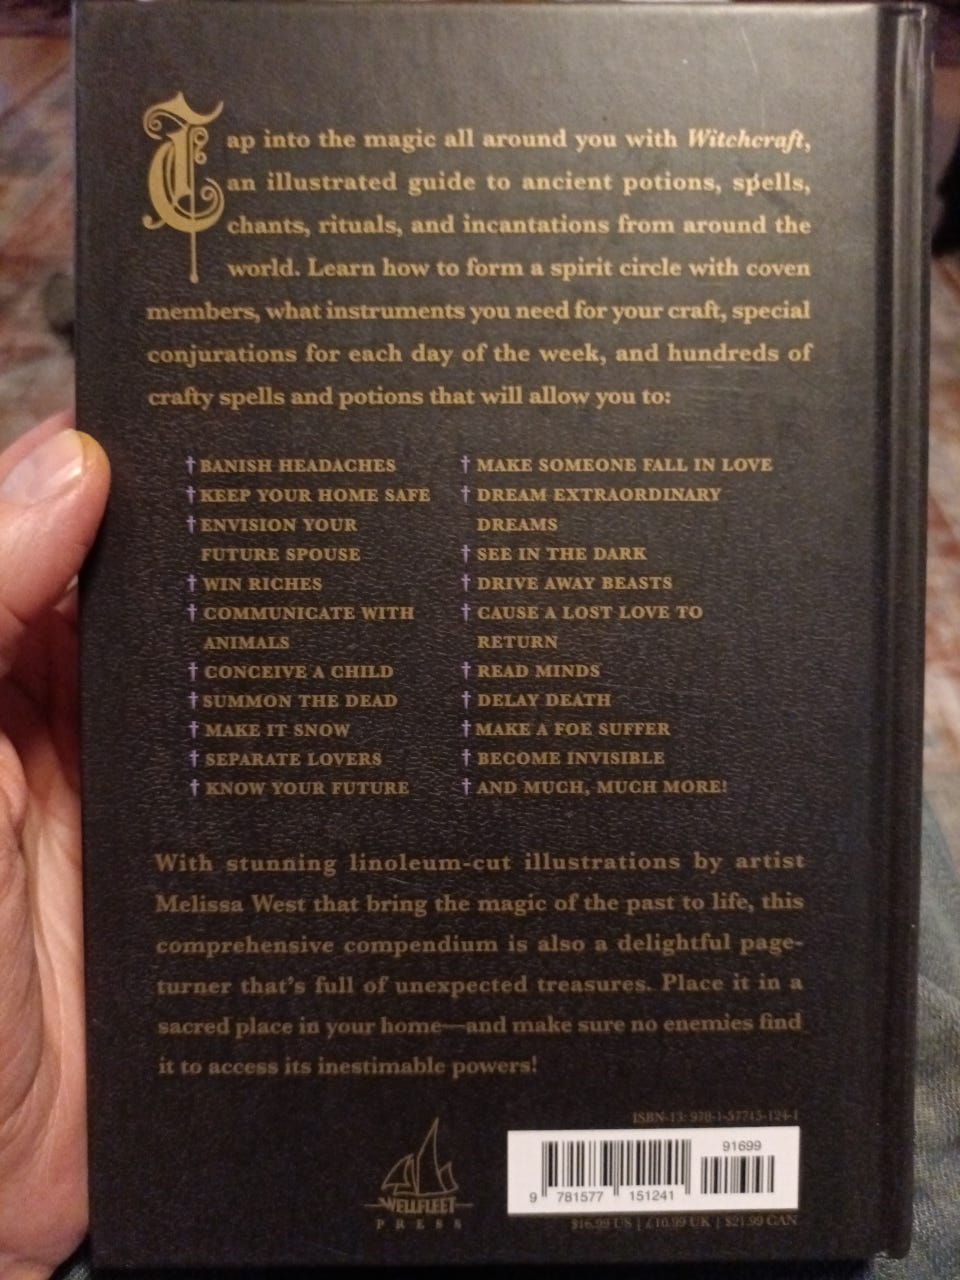 Tap into the magic all around you with Witchcraft,
an illustrated guide to ancient potions, spells,
chants, rituals, and incantations from around the
world. Learn how to form a spirit circle with coven
members, what instruments you need for your craft, special
conjurations for each day of the week, and hundreds of
crafty spells and potions that will allow you to:
† BANISH HEADACHES
† KEEP YOUR HOME SAFE
† ENVISION YOUR
FUTURE SPOUSE
† WIN RICHES
† COMMUNICATE WITH
ANIMALS
† CONCEIVE A CHILD
† SUMMON THE DEAD
† MAKE IT SNOW
† SEPARATE LOVERS
† KNOW YOUR FUTURE
† MAKE SOMEONE FALL IN LOVE
† DREAM EXTRAORDINARY
DREAMS
† SEE IN THE DARK
† DRIVE AWAY BEASTS
† CAUSE A LOST LOVE TO
RETURN
† READ MINDS
† DELAY DEATH
† MAKE A FOE SUFFER
† BECOME INVISIBLE
† AND MUCH, MUCH MORE!
With stunning linoleum-cut illustrations by artist
Melissa West that bring the magic of the past to life, this
comprehensive compendium is also a delightful page-
turner that's full of unexpected treasures. Place it in a
sacred place in your home—and make sure no enemies find
it to access its inestimable powers!
WELLFLEET
PRESS
ISBN-13: 978-1-57715-124-1
91699
9 781577 151241
$16.99 US | £10.99 UK | $21.99 CAN